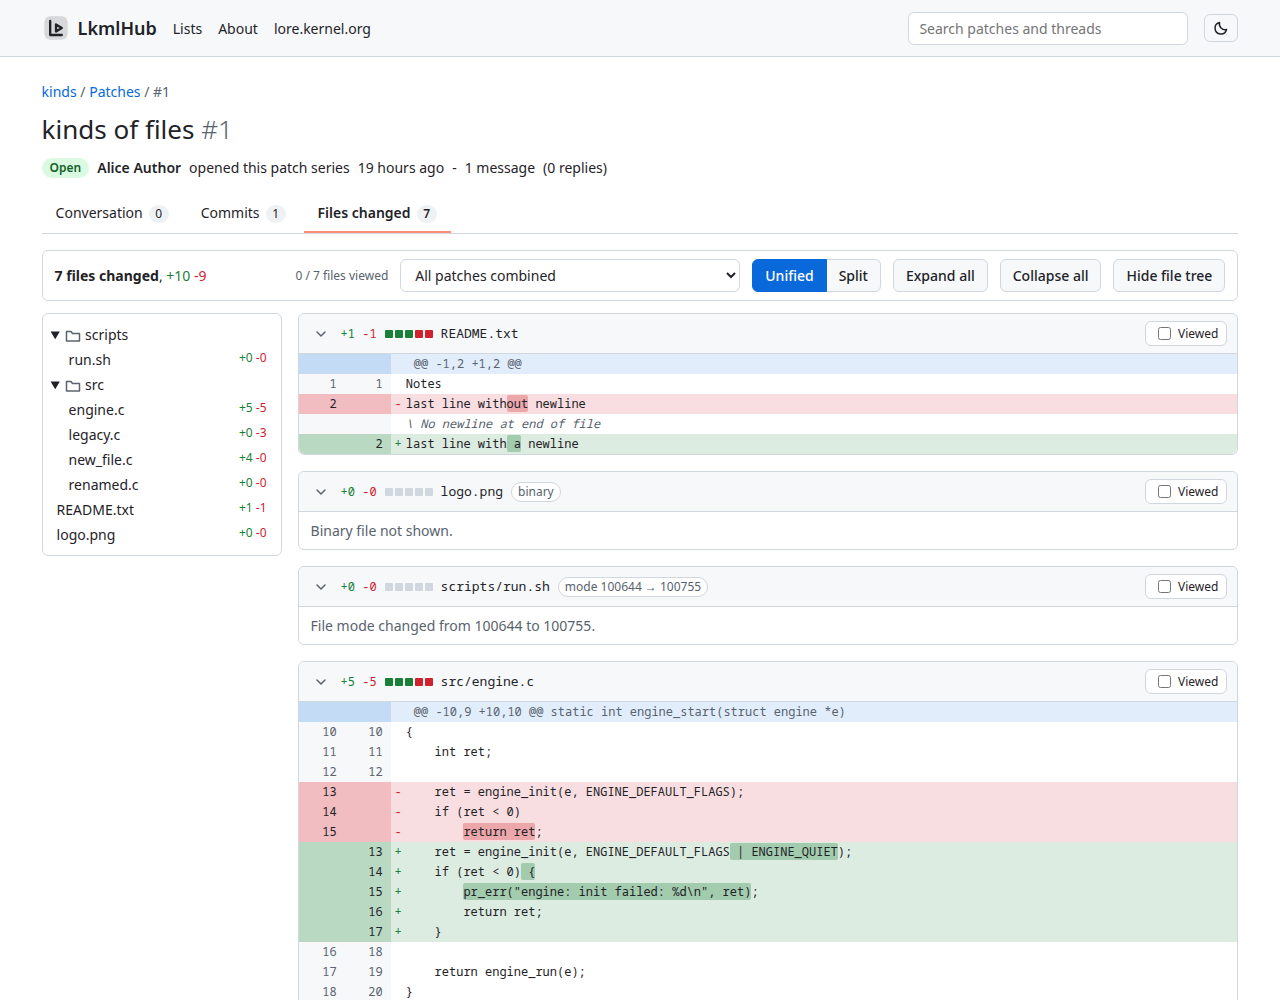 LkmlHub Lists About lore.kernel.org Search patches and threads
kinds / Patches / #1
kinds of files #1
Open Alice Author opened this patch series 19 hours ago - 1 message (0 replies)
Conversation 0 Commits 1 Files changed 7
7 files changed, +10 -9 0 / 7 files viewed All patches combined Unified Split Expand all Collapse all Hide file tree
scripts
run.sh +0 -0
src
engine.c +5 -5
legacy.c +0 -3
new_file.c +4 -0
renamed.c +0 -0
README.txt +1 -1
logo.png +0 -0
+1 -1 README.txt Viewed
@@ -1,2 +1,2 @@
1 1 Notes
2 - last line without newline
\ No newline at end of file
2 + last line with a newline
+0 -0 logo.png binary Viewed
Binary file not shown.
+0 -0 scripts/run.sh mode 100644 → 100755 Viewed
File mode changed from 100644 to 100755.
+5 -5 src/engine.c Viewed
@@ -10,9 +10,10 @@ static int engine_start(struct engine *e)
10 10 {
11 11 int ret;
12 12
13 - ret = engine_init(e, ENGINE_DEFAULT_FLAGS);
14 - if (ret < 0)
15 - return ret;
13 + ret = engine_init(e, ENGINE_DEFAULT_FLAGS | ENGINE_QUIET);
14 + if (ret < 0) {
15 + pr_err("engine: init failed: %d\n", ret);
16 + return ret;
17 + }
16 18
17 19 return engine_run(e);
18 20 }